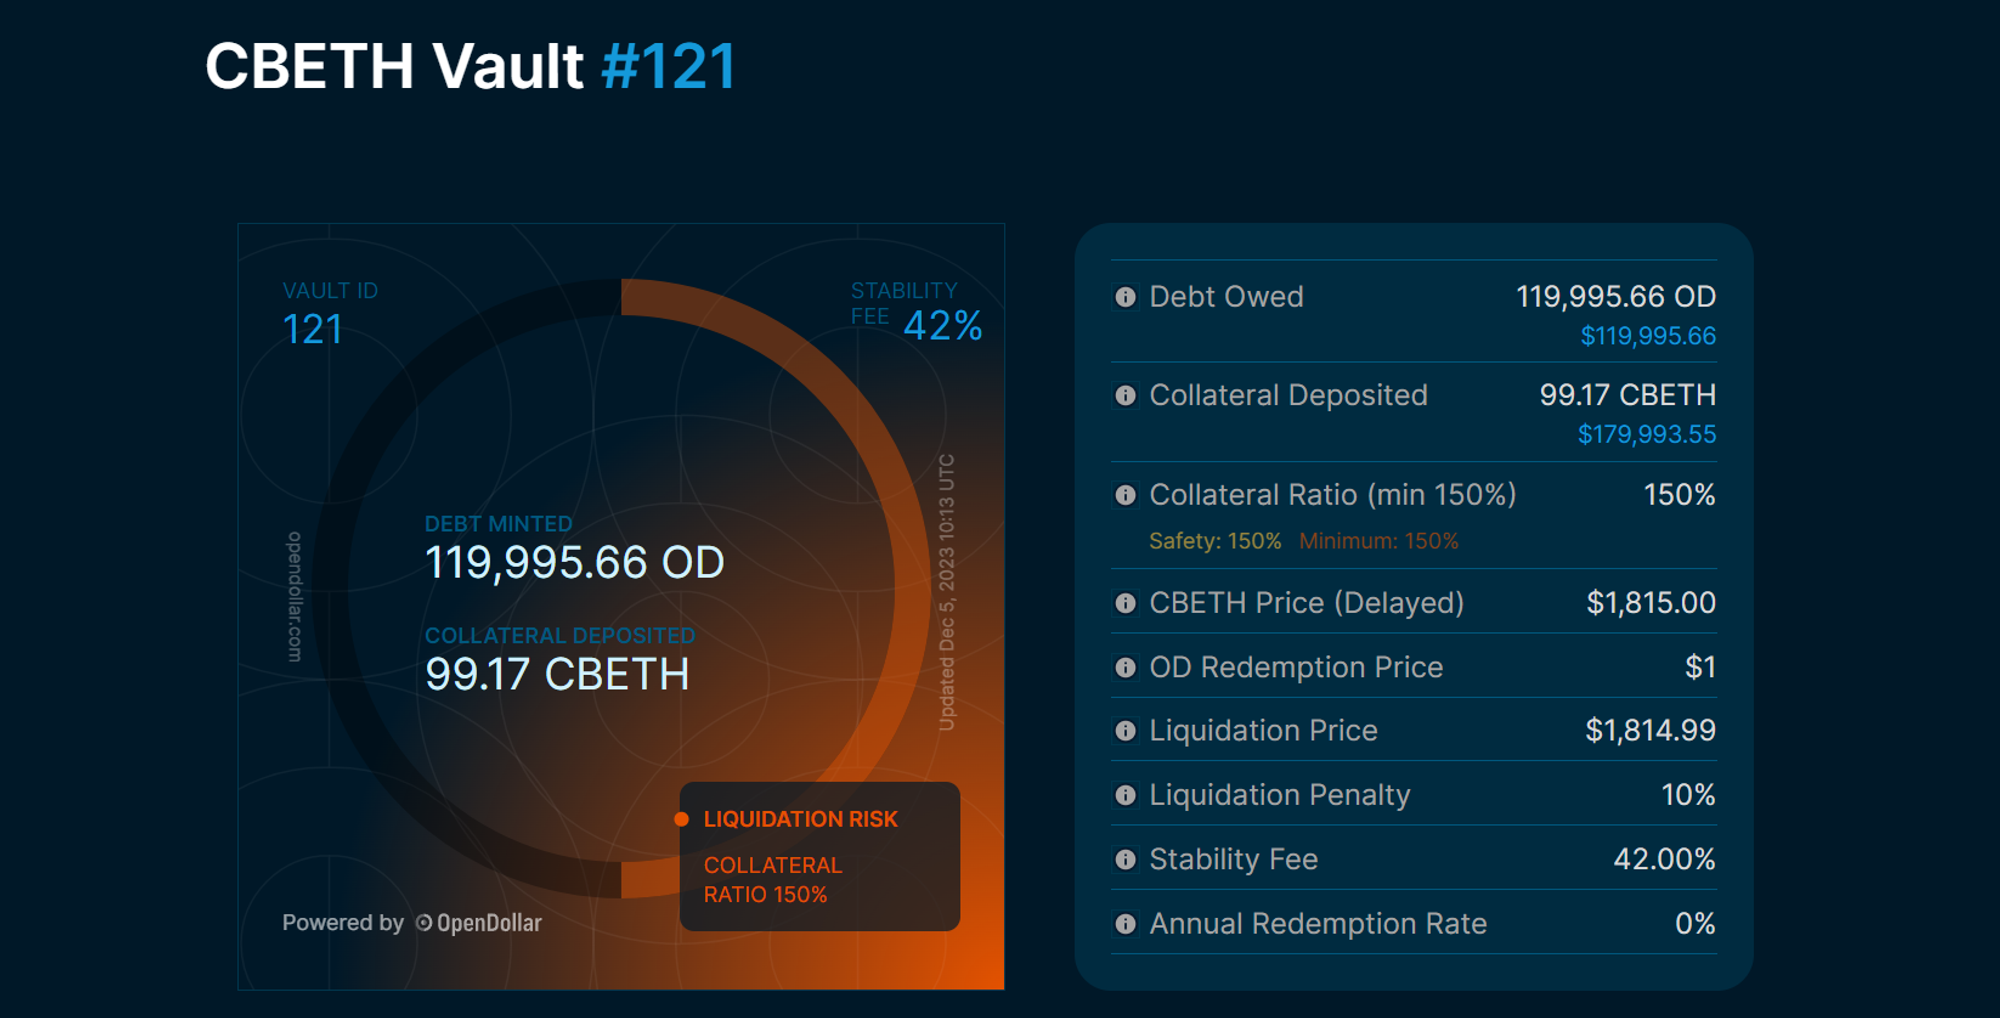 CBETH Vault #121
VAULT ID
121
STABILITY
FEE 42%
DEBT MINTED
119,995.66 OD
COLLATERAL DEPOSITED
99.17 CBETH
opendollar.com
Updated Dec 5, 2023 10:13 UTC
LIQUIDATION RISK
COLLATERAL
RATIO 150%
Powered by OpenDollar
Debt Owed 119,995.66 OD
$119,995.66
Collateral Deposited 99.17 CBETH
$179,993.55
Collateral Ratio (min 150%) 150%
Safety: 150% Minimum: 150%
CBETH Price (Delayed) $1,815.00
OD Redemption Price $1
Liquidation Price $1,814.99
Liquidation Penalty 10%
Stability Fee 42.00%
Annual Redemption Rate 0%